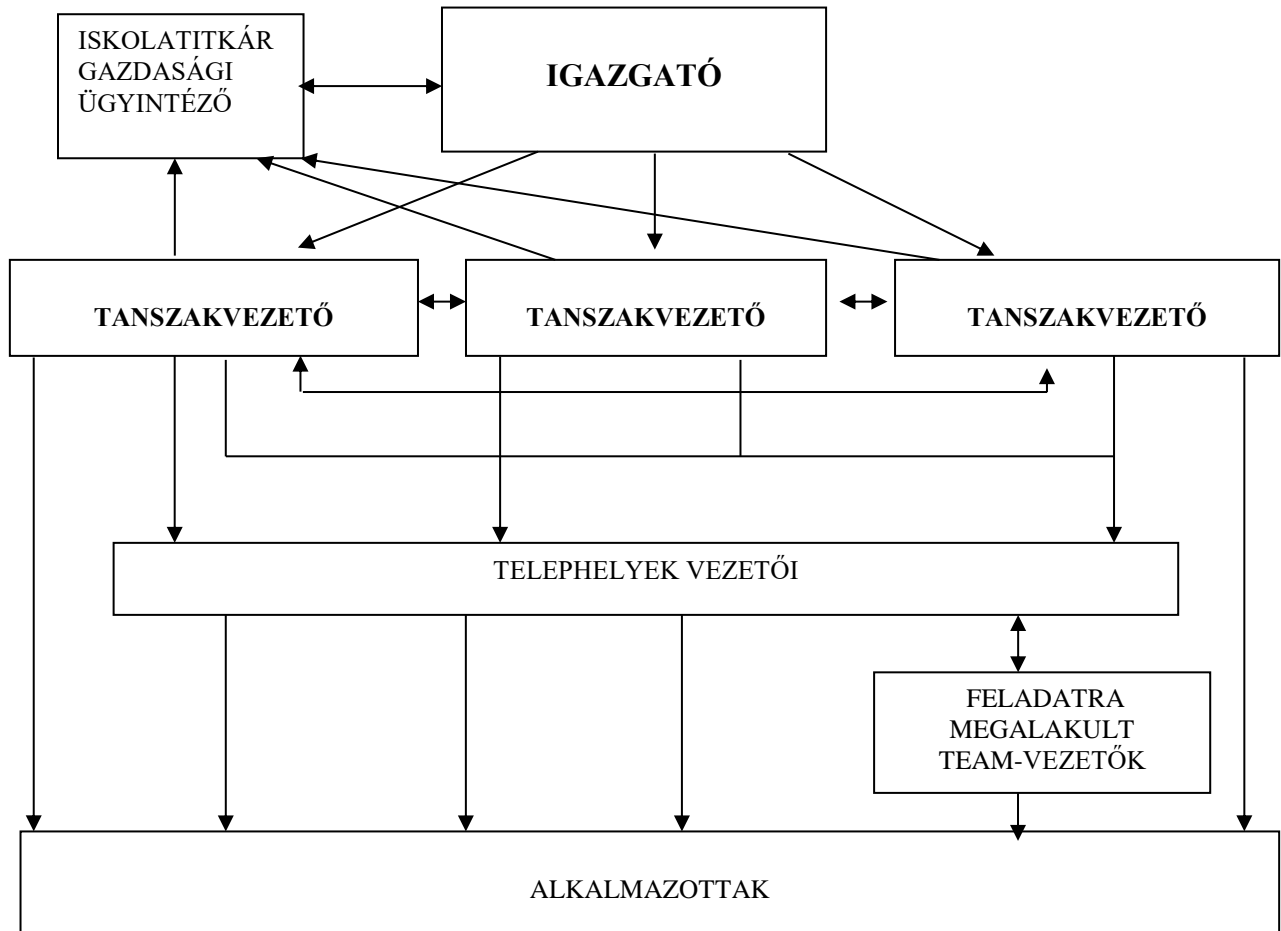 ISKOLATITKÁR
GAZDASÁGI
ÜGYINTÉZŐ
IGAZGATÓ
TANSZAKVEZETŐ
TANSZAKVEZETŐ
TANSZAKVEZETŐ
TELEPHELYEK VEZETŐI
FELADATRA
MEGALAKULT
TEAM-VEZETŐK
ALKALMAZOTTAK